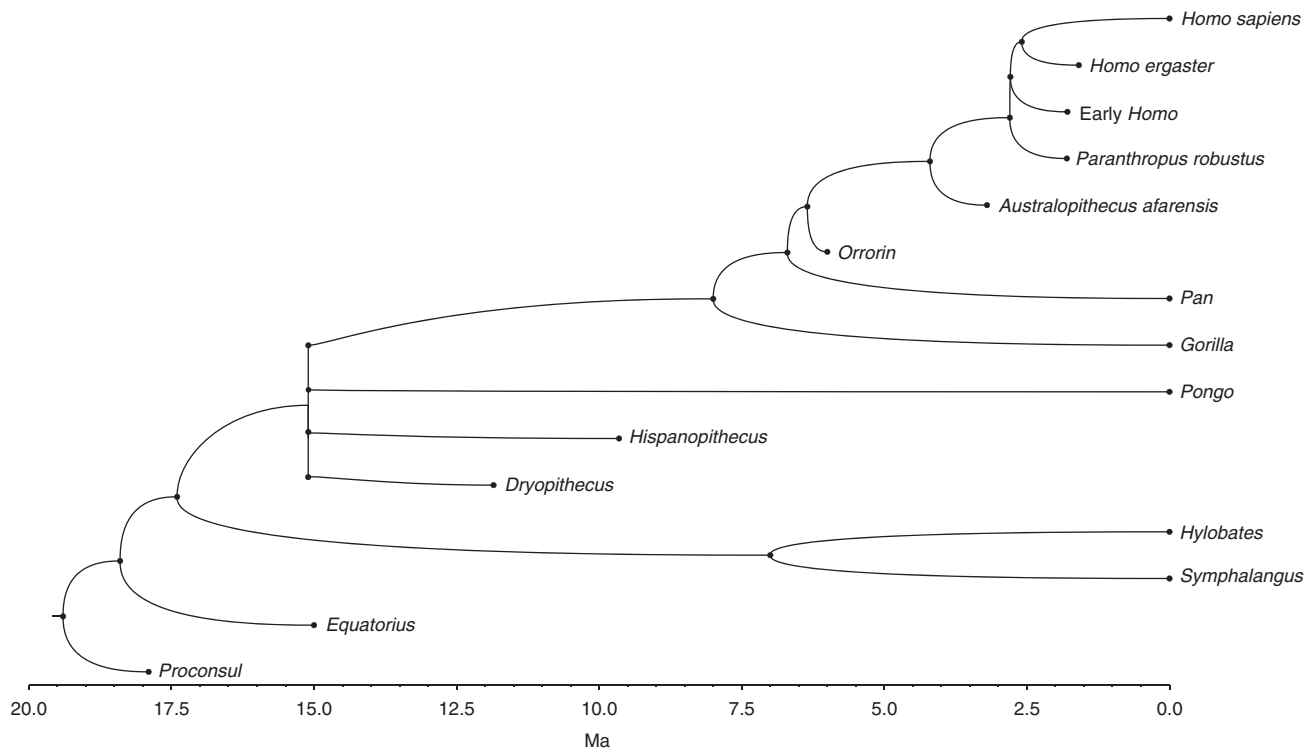 Homo sapiens
Homo ergaster
Early Homo
Paranthropus robustus
Australopithecus afarensis
Orrorin
Pan
Gorilla
Pongo
Hispanopithecus
Dryopithecus
Hylobates
Symphalangus
Equatorius
Proconsul
20.0 17.5 15.0 12.5 10.0 7.5 5.0 2.5 0.0
Ma